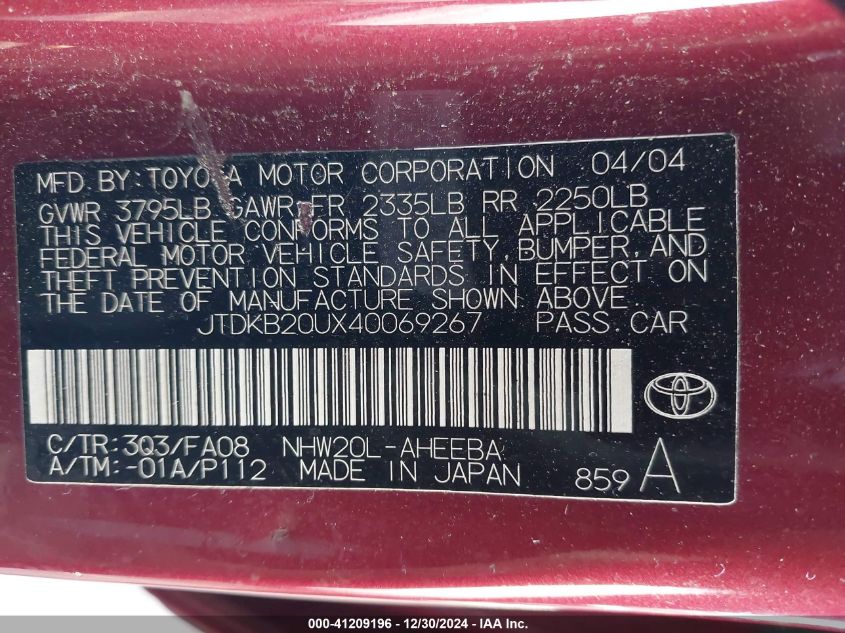 MFD. BY: TOYOTA MOTOR CORPORATION 04/04
GVWR 3795LB GAWR FR 2335LB RR 2250LB
THIS VEHICLE CONFORMS TO ALL APPLICABLE
FEDERAL MOTOR VEHICLE SAFETY, BUMPER, AND
THEFT PREVENTION STANDARDS IN EFFECT ON
THE DATE OF MANUFACTURE SHOWN ABOVE.
JTDKB20UX40069267 PASS.CAR
C/TR: 3Q3/FA08 NHW20L-AHEEBA
A/TM: -01A/P112 MADE IN JAPAN 859 A
000-41209196 - 12/30/2024 - IAA Inc.